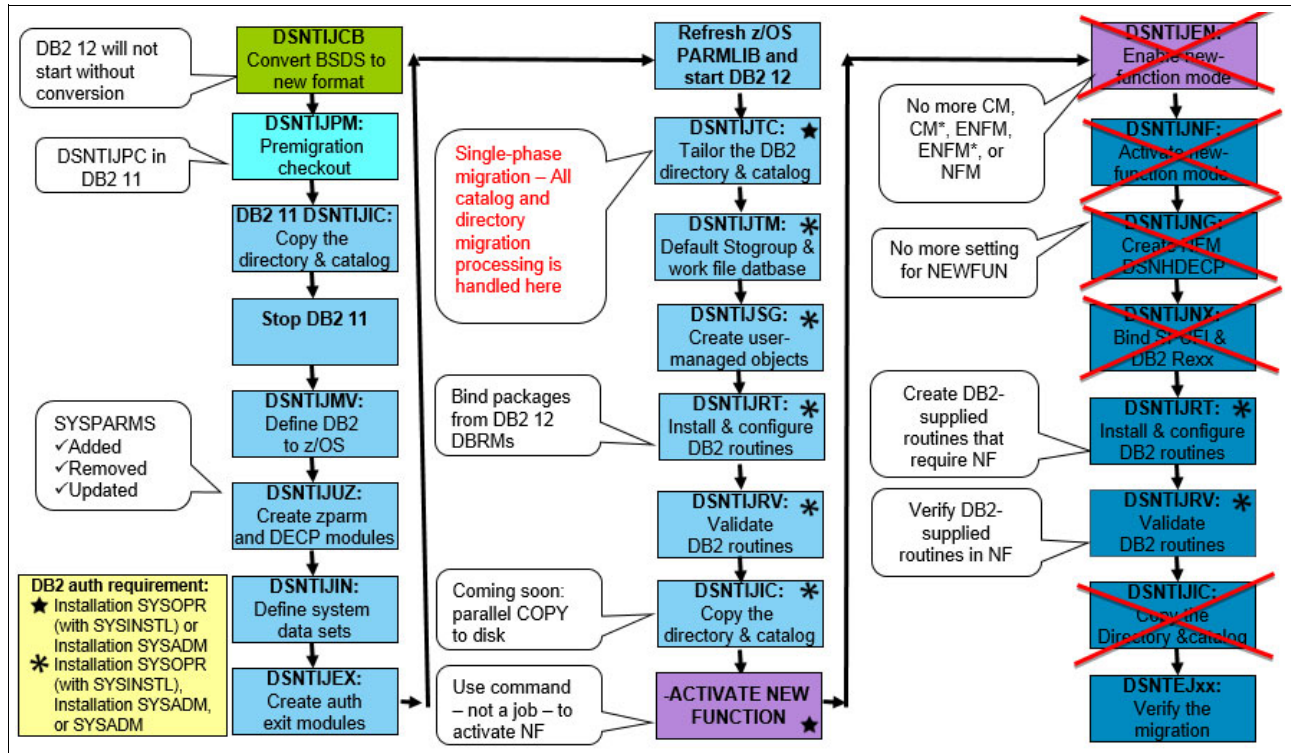 DB2 12 will not
start without
conversion
DSNTIJCB
Convert BSDS to
new format
DSNTIJPC in
DB2 11
DSNTIJPM:
Premigration
checkout
DB2 11 DSNTIJIC:
Copy the
directory & catalog
Stop DB2 11
DSNTIJMV:
Define DB2
to z/OS
SYSPARMS
✓Added
✓Removed
✓Updated
DSNTIJUZ:
Create zparm
and DECP modules
DSNTIJIN:
Define system
data sets
DSNTIJEX:
Create auth
exit modules
DB2 auth requirement:
★ Installation SYSOPR
(with SYSINSTL) or
Installation SYSADM
* Installation SYSOPR
(with SYSINSTL),
Installation SYSADM,
or SYSADM
Refresh z/OS
PARMLIB and
start DB2 12
Single-phase
migration – All
catalog and
directory
migration
processing is
handled here
DSNTIJTC: ★
Tailor the DB2
directory & catalog
DSNTIJTM: *
Default Stogroup &
work file datbase
DSNTIJSG: *
Create user-
managed objects
Bind packages
from DB2 12
DBRMs
DSNTIJRT: *
Install & configure
DB2 routines
DSNTIJRV: *
Validate
DB2 routines
Coming soon:
parallel COPY
to disk
DSNTIJIC: *
Copy the
directory & catalog
Use command
– not a job – to
activate NF
-ACTIVATE NEW
FUNCTION ★
DSNTIJEN:
Enable new-
function mode
No more CM,
CM*, ENFM,
ENFM*, or
NFM
DSNTIJNF:
Activate new-
function mode
No more setting
for NEWFUN
DSNTIJNG:
Create NFM
DSNHDECP
DSNTIJNX:
Bind SPUFI &
DB2 Rexx
Create DB2-
supplied
routines that
require NF
DSNTIJRT: *
Install & configure
DB2 routines
Verify DB2-
supplied
routines in NF
DSNTIJRV: *
Validate
DB2 routines
DSNTIJIC:
Copy the
Directory &catalog
DSNTEJxx:
Verify the
migration